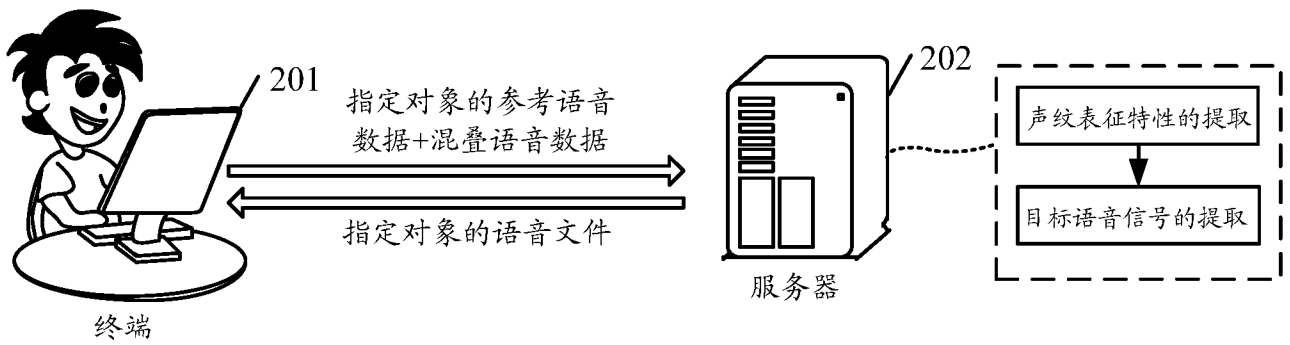 201
指定对象的参考语音
数据+混叠语音数据
指定对象的语音文件
终端
202
服务器
声纹表征特性的提取
目标语音信号的提取